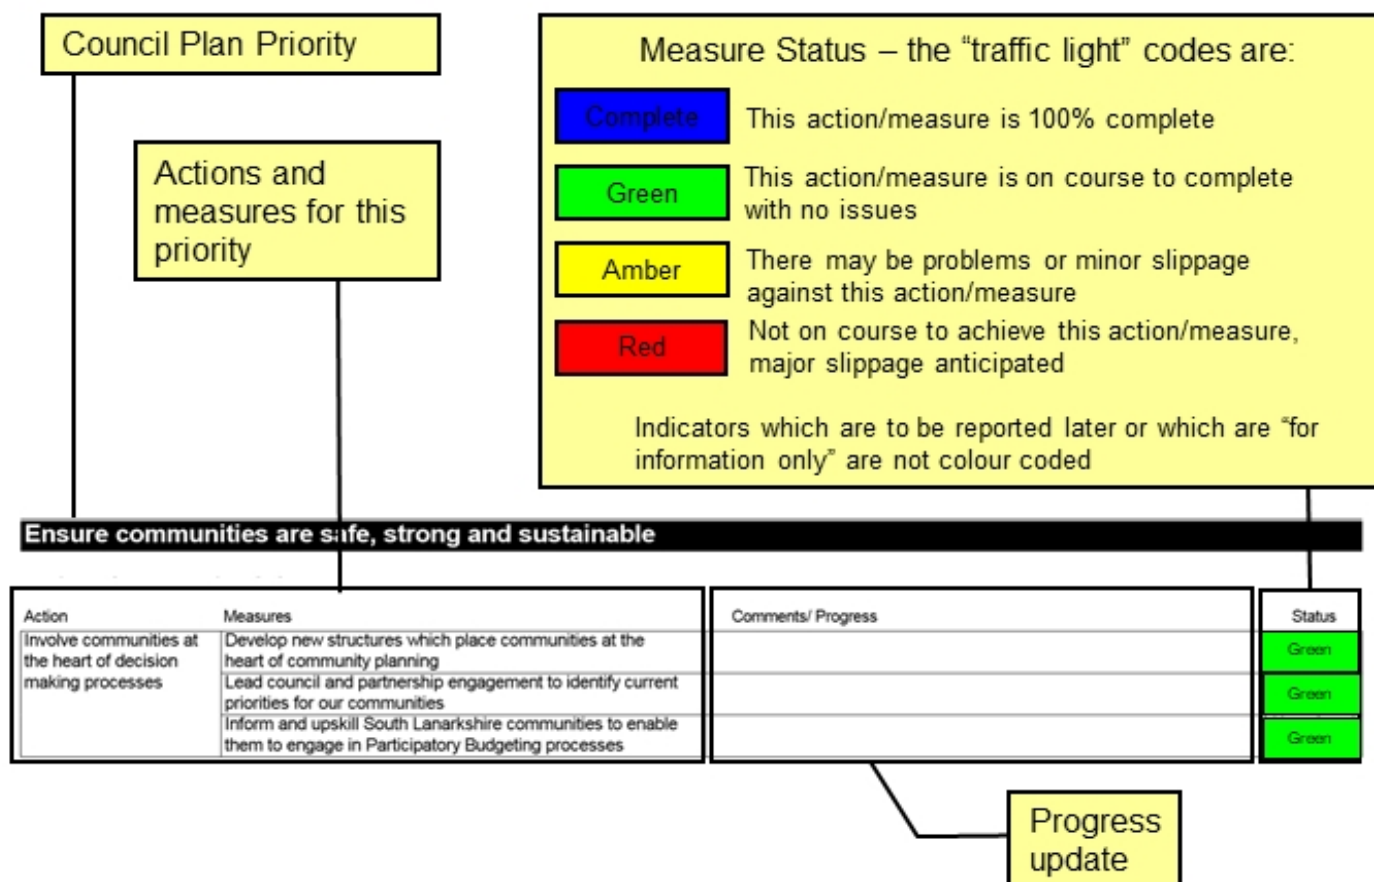 Council Plan Priority
Measure Status – the “traffic light” codes are:
Complete
This action/measure is 100% complete
Green
This action/measure is on course to complete
with no issues
Amber
There may be problems or minor slippage
against this action/measure
Red
Not on course to achieve this action/measure,
major slippage anticipated
Indicators which are to be reported later or which are “for
information only” are not colour coded
Actions and
measures for this
priority
Ensure communities are safe, strong and sustainable
Action
Measures
Comments/ Progress
Status
Involve communities at
the heart of decision
making processes
Develop new structures which place communities at the
heart of community planning
Green
Lead council and partnership engagement to identify current
priorities for our communities
Green
Inform and upskill South Lanarkshire communities to enable
them to engage in Participatory Budgeting processes
Green
Progress
update